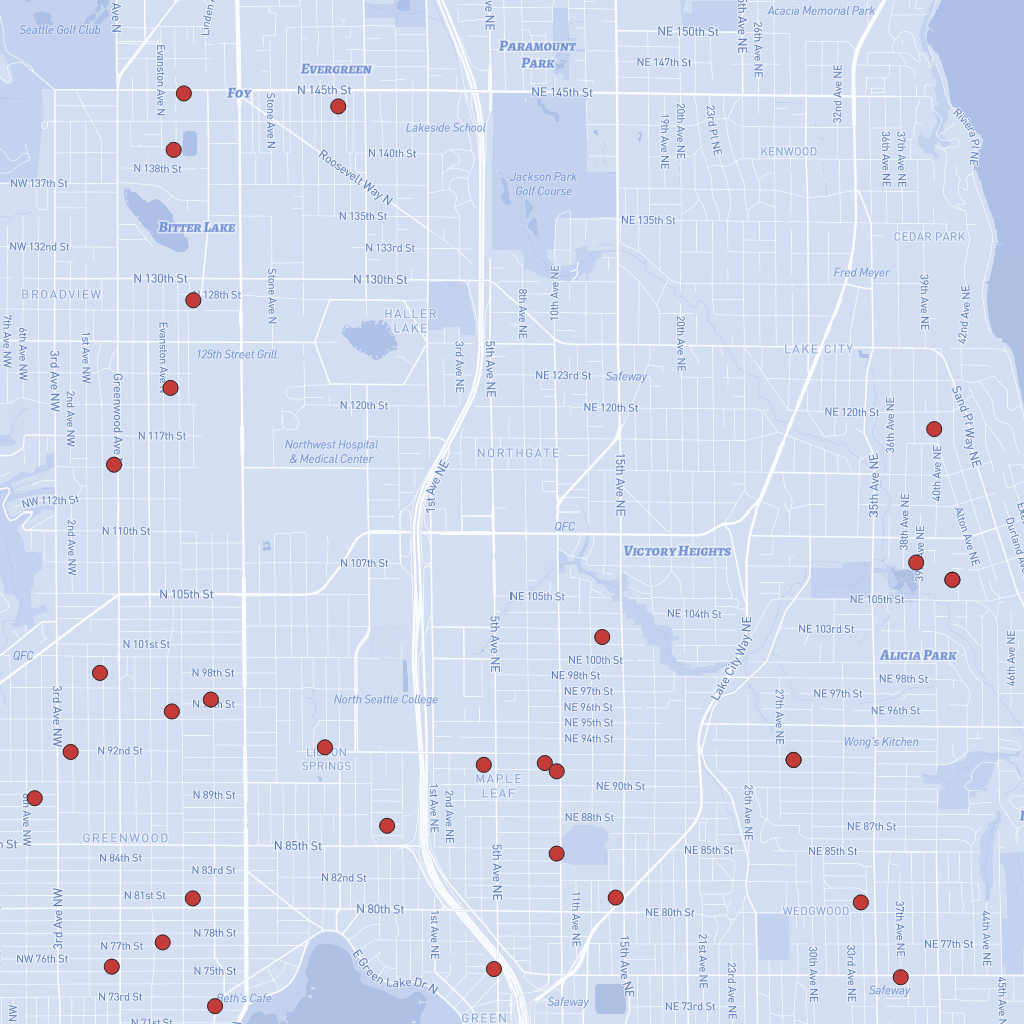 Ave N
Linden A
Seattle Golf Club
Acacia Memorial Park
5th Ave NE
26th Ave NE
NE 150th St
PARAMOUNT
PARK
NE 147th St
EVERGREEN
Evanston Ave N
FOY
N 145th St
NE 145th St
32nd Ave NE
Stone Ave N
Lakeside School
19th Ave NE
20th Ave NE
23rd Pl NE
Riviera Pl NE
36th Ave NE
37th Ave NE
KENWOOD
N 140th St
N 138th St
Roosevelt Way N
Jackson Park
Golf Course
NW 137th St
N 135th St
NE 135th St
BITTER LAKE
CEDAR PARK
NW 132nd St
N 133rd St
N 130th St
N 130th St
Fred Meyer
BROADVIEW
128th St
Stone Ave N
10th Ave NE
8th Ave NE
39th Ave NE
42nd Ave NE
HALLER
LAKE
7th Ave NW
6th Ave NW
1st Ave NW
3rd Ave NW
Evanston Ave N
20th Ave NE
125th Street Grill
3rd Ave NE
5th Ave NE
LAKE CITY
NE 123rd St
Safeway
Greenwood Ave N
2nd Ave NW
N 120th St
NE 120th St
NE 120th St
36th Ave NE
Sand Pt Way NE
N 117th St
Northwest Hospital
& Medical Center
NORTHGATE
1st Ave NE
15th Ave NE
35th Ave NE
40th Ave NE
NW 112th St
2nd Ave NW
N 110th St
QFC
38th Ave NE
39th Ave NE
Alton Ave NE
Durland Av
VICTORY HEIGHTS
N 107th St
N 105th St
NE 105th St
NE 105th St
NE 104th St
NE 103rd St
N 101st St
5th Ave NE
Lake City Way NE
46th Ave NE
QFC
NE 100th St
ALICIA PARK
N 98th St
NE 98th St
NE 98th St
3rd Ave NW
North Seattle College
NE 97th St
NE 97th St
NE 96th St
NE 96th St
27th Ave NE
NE 95th St
NE 94th St
Wong's Kitchen
N 92nd St
SPRINGS
MAPLE
LEAF
NE 90th St
N 89th St
1st Ave NE
2nd Ave NE
25th Ave NE
8th Ave NW
NE 88th St
NE 87th St
GREENWOOD
N 85th St
NE 85th St
NE 85th St
N 84th St
N 83rd St
5th Ave NE
N 82nd St
N 81st St
3rd Ave NW
N 80th St
NE 80th St
WEDGWOOD
11th Ave NE
37th Ave NE
44th Ave NE
1st Ave NE
N 78th St
N 77th St
NE 77th St
15th Ave NE
21st Ave NE
23rd Ave NE
30th Ave NE
33rd Ave NE
NW 76th St
N 75th St
E Green Lake Dr N
N 73rd St
Beth's Cafe
Safeway
NE 73rd St
Safeway
45th Ave N
NW
N 71st St
GREEN